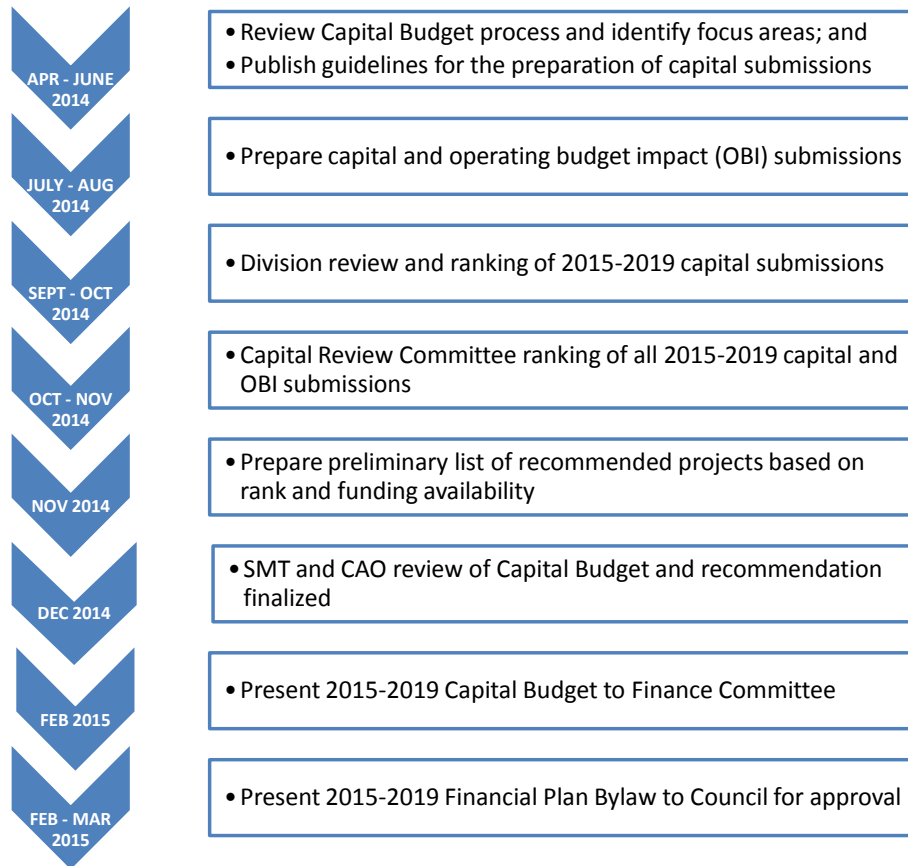 APR - JUNE
2014
• Review Capital Budget process and identify focus areas; and
• Publish guidelines for the preparation of capital submissions
JULY - AUG
2014
• Prepare capital and operating budget impact (OBI) submissions
SEPT - OCT
2014
• Division review and ranking of 2015-2019 capital submissions
OCT - NOV
2014
• Capital Review Committee ranking of all 2015-2019 capital and
OBI submissions
NOV 2014
• Prepare preliminary list of recommended projects based on
rank and funding availability
DEC 2014
• SMT and CAO review of Capital Budget and recommendation
finalized
FEB 2015
• Present 2015-2019 Capital Budget to Finance Committee
FEB - MAR
2015
• Present 2015-2019 Financial Plan Bylaw to Council for approval